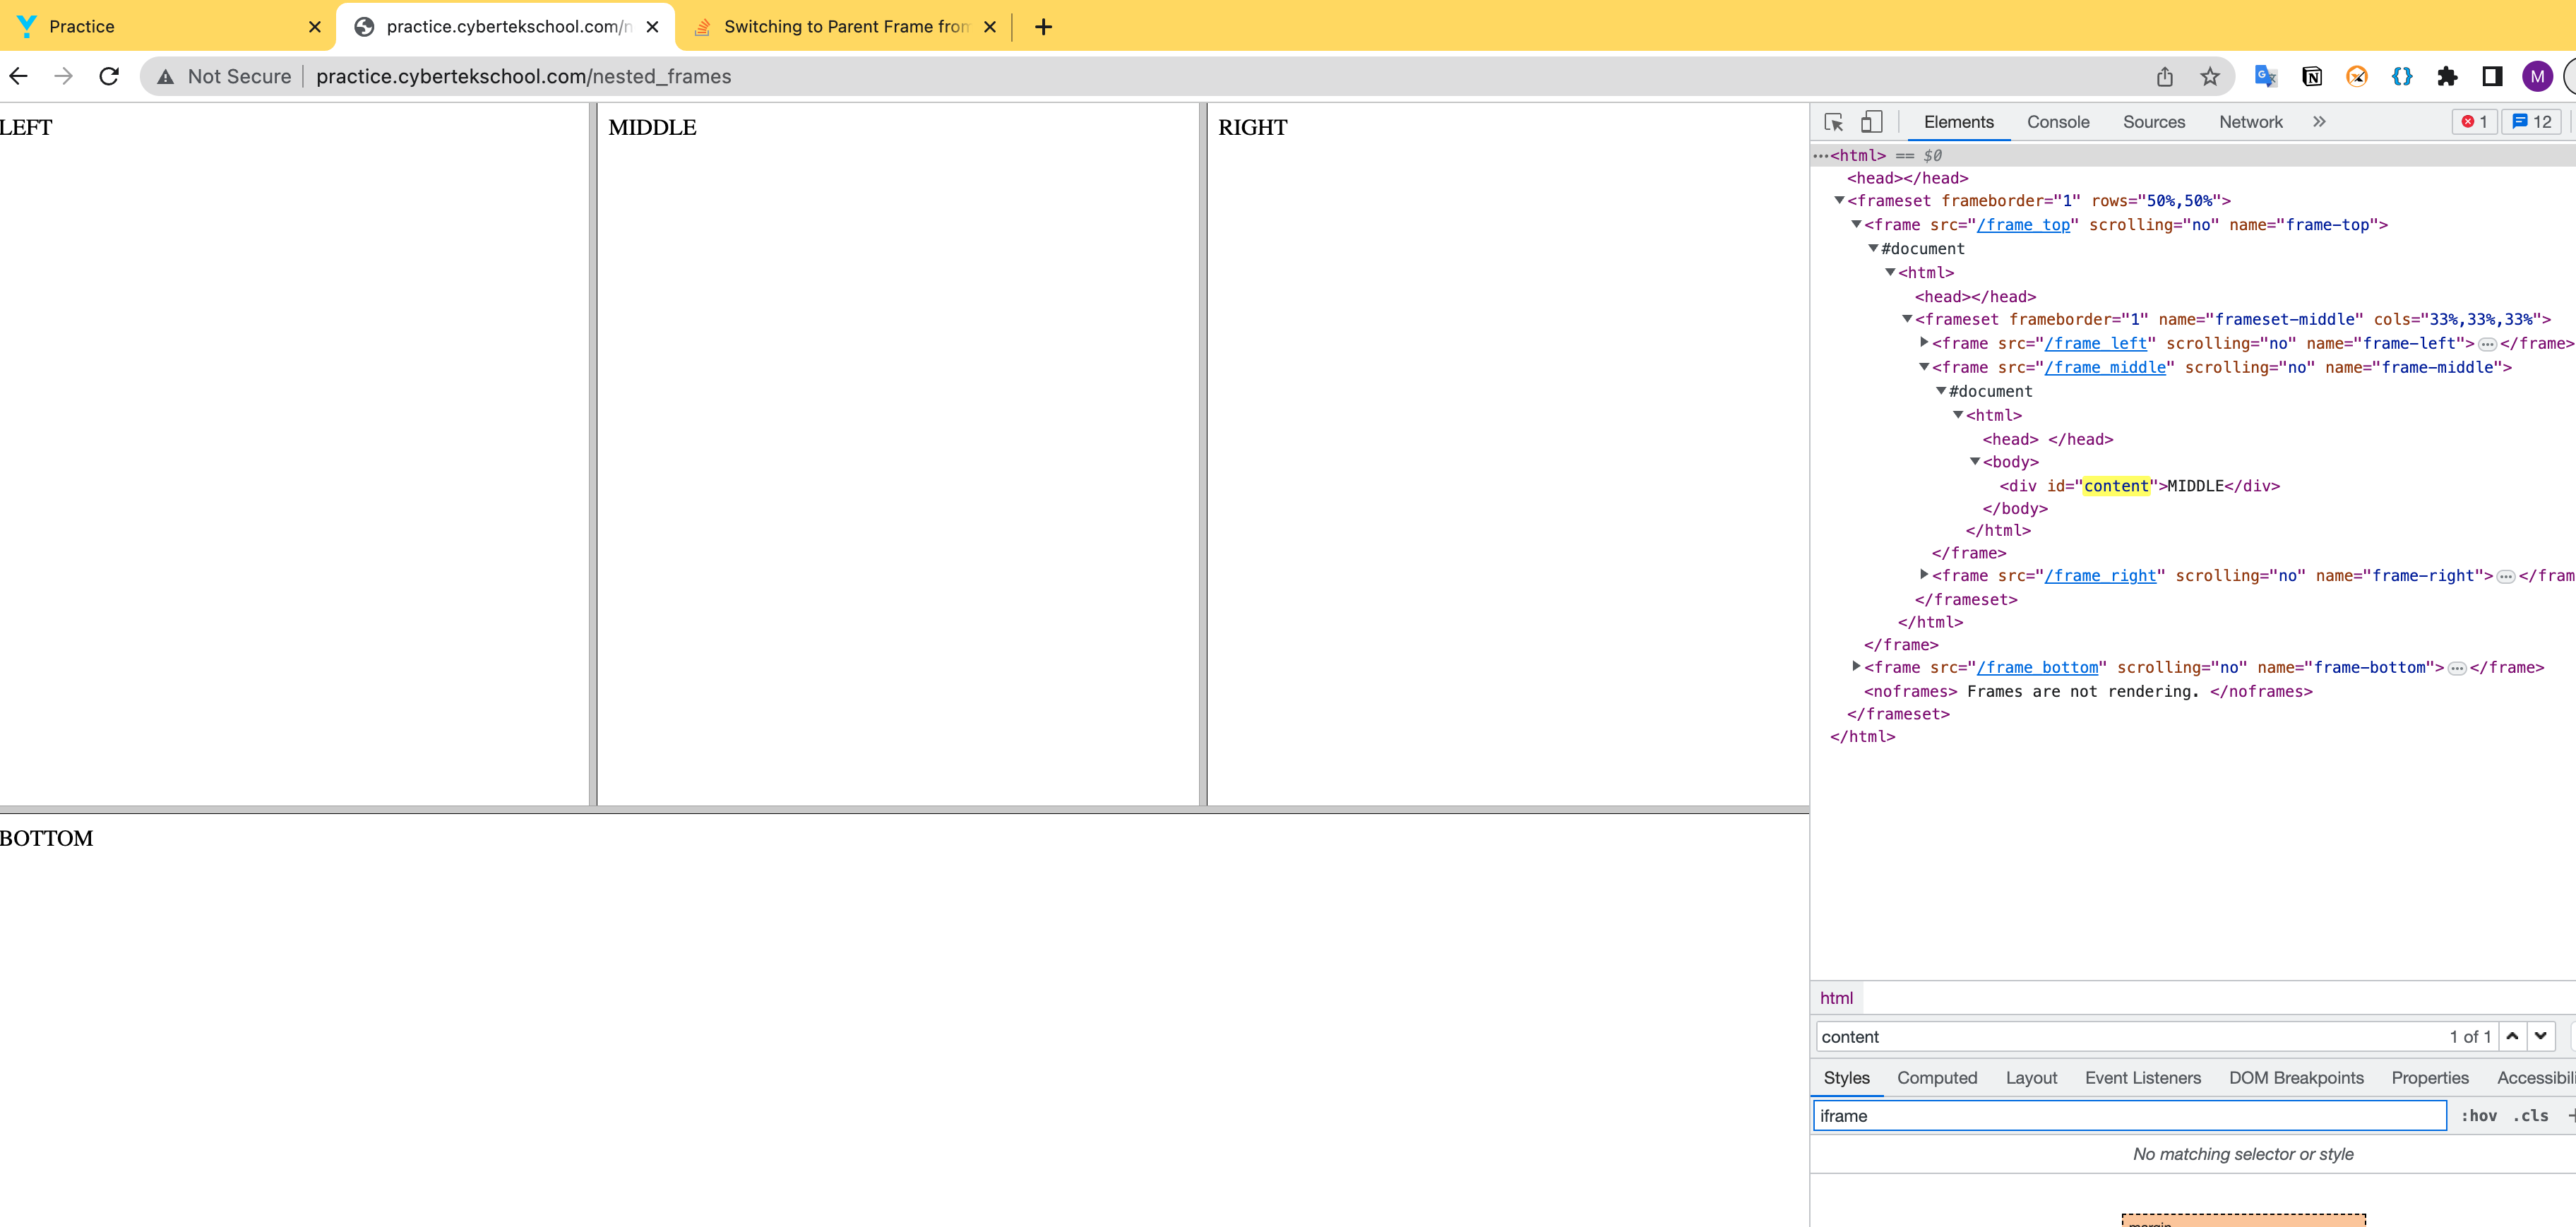 Practice
practice.cybertekschool.com/n
Switching to Parent Frame fron
Not Secure practice.cybertekschool.com/nested_frames
M
LEFT MIDDLE RIGHT
BOTTOM
Elements Console Sources Network 1 12
<html> == $0
<head></head>
<frameset frameborder="1" rows="50%,50%">
<frame src="/frame_top" scrolling="no" name="frame-top">
#document
<html>
<head></head>
<frameset frameborder="1" name="frameset-middle" cols="33%,33%,33%">
<frame src="/frame_left" scrolling="no" name="frame-left">…</frame>
<frame src="/frame_middle" scrolling="no" name="frame-middle">
#document
<html>
<head> </head>
<body>
<div id="content">MIDDLE</div>
</body>
</html>
</frame>
<frame src="/frame_right" scrolling="no" name="frame-right">…</fram
</frameset>
</html>
</frame>
<frame src="/frame_bottom" scrolling="no" name="frame-bottom">…</frame>
<noframes> Frames are not rendering. </noframes>
</frameset>
</html>
html
content 1 of 1
Styles Computed Layout Event Listeners DOM Breakpoints Properties Accessibili
iframe :hov .cls +
No matching selector or style